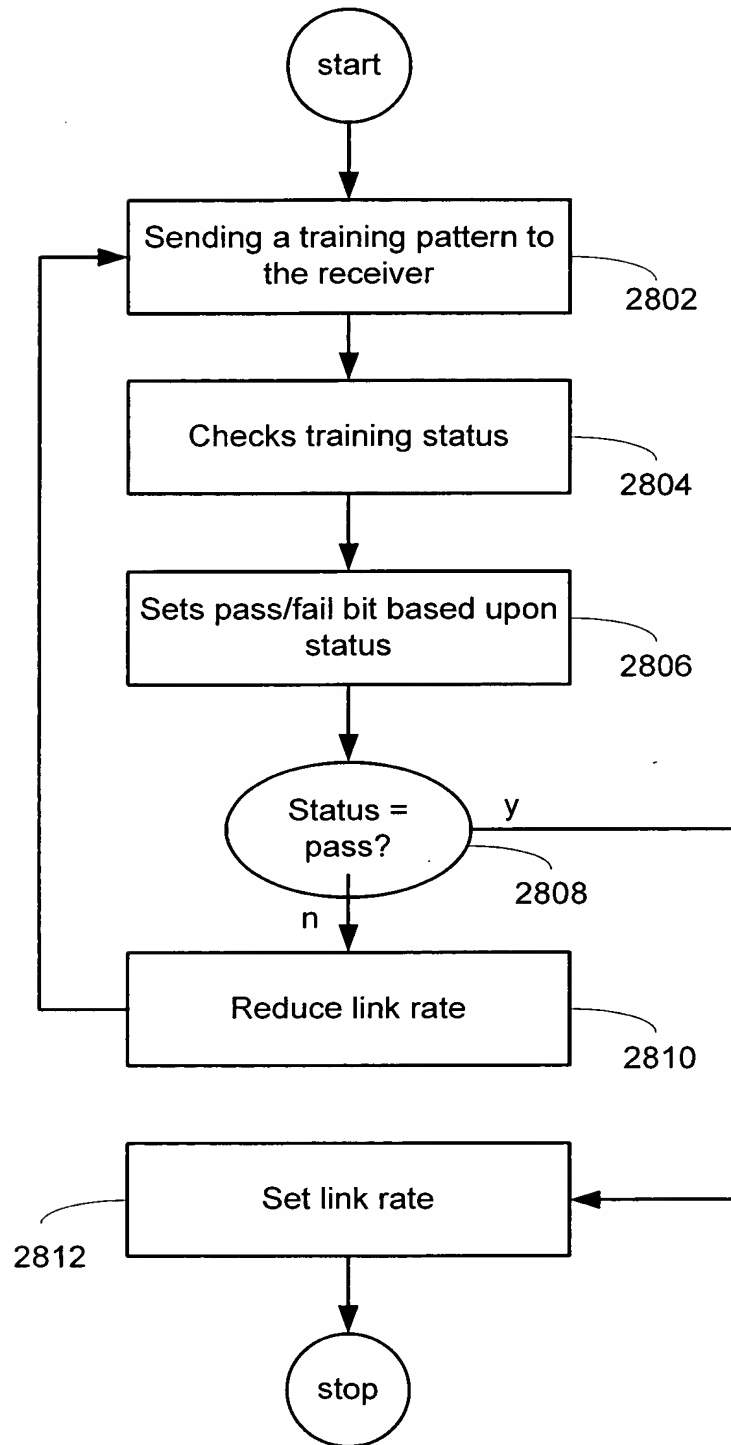 start
Sending a training pattern to
the receiver
2802
Checks training status
2804
Sets pass/fail bit based upon
status
2806
Status =
pass?
y
2808
n
Reduce link rate
2810
Set link rate
2812
stop